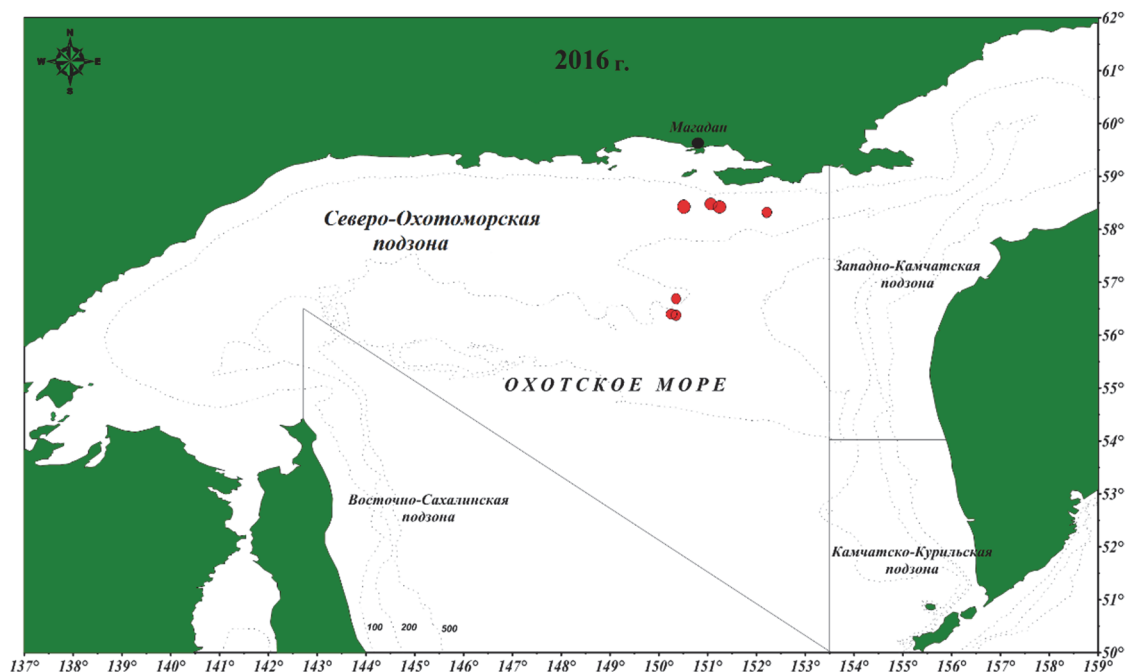 N
W E
S
2016 г.
Магадан
Северо-Охотоморская
подзона
Западно-Камчатская
подзона
ОХОТСКОЕ МОРЕ
Восточно-Сахалинская
подзона
Камчатско-Курильская
подзона
100 200 500
62°
61°
60°
59°
58°
57°
56°
55°
54°
53°
52°
51°
50°
137 138 139 140 141 142 143 144 145 146 147 148 149 150 151 152 153 154 155 156 157 158 159°